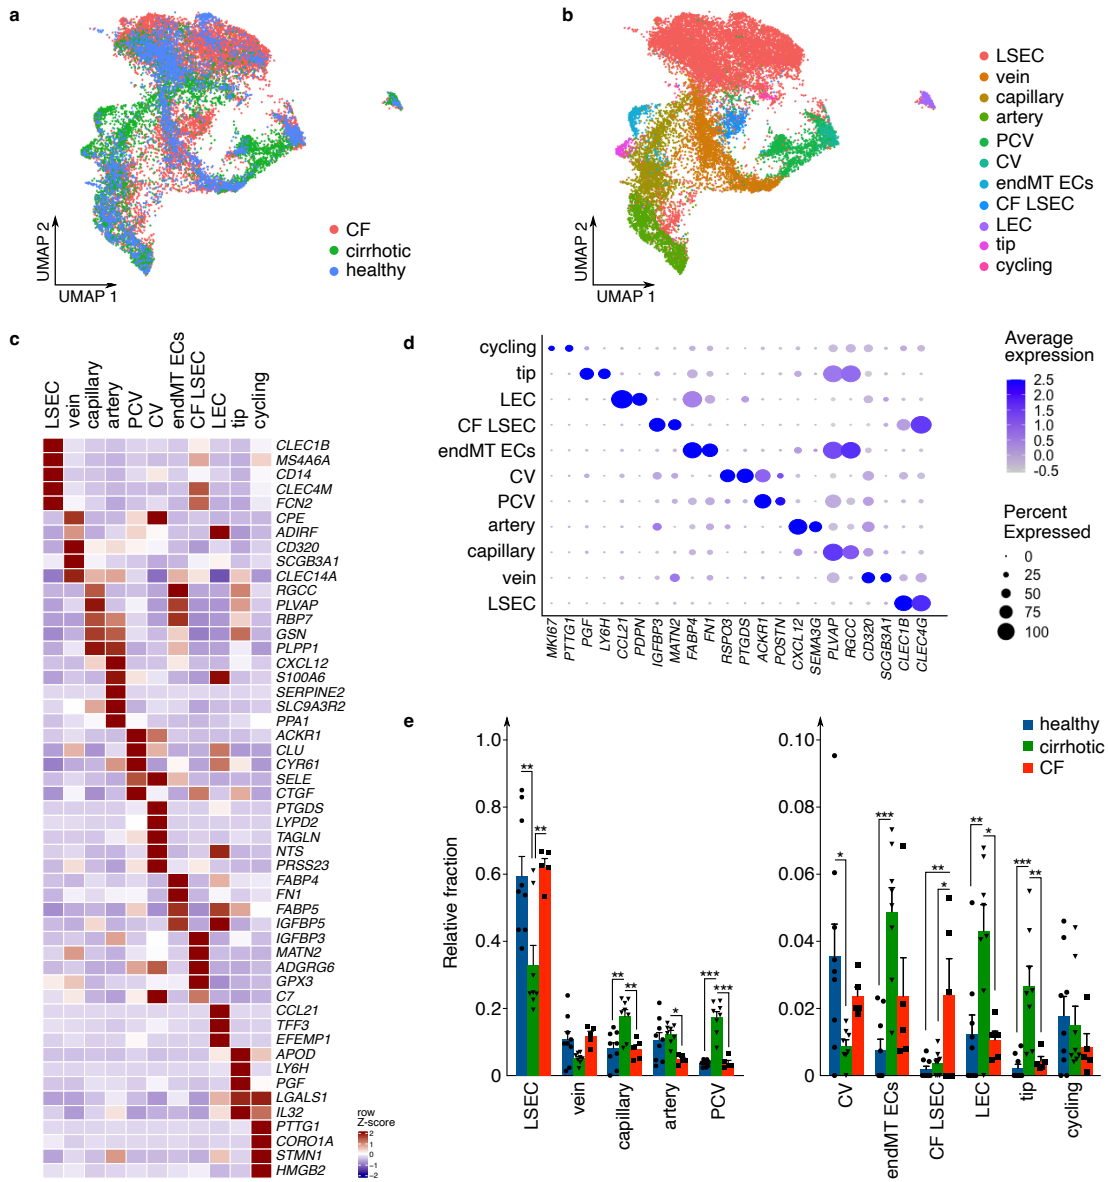 a
UMAP 2
UMAP 1
CF
cirrhotic
healthy
b
UMAP 2
UMAP 1
LSEC
vein
capillary
artery
PCV
CV
endMT ECs
CF LSEC
LEC
tip
cycling
c
LSEC
vein
capillary
artery
PCV
CV
endMT ECs
CF LSEC
LEC
tip
cycling
CLEC1B
MS4A6A
CD14
CLEC4M
FCN2
CPE
ADIRF
CD320
SCGB3A1
CLEC14A
RGCC
PLVAP
RBP7
GSN
PLPP1
CXCL12
S100A6
SERPINE2
SLC9A3R2
PPA1
ACKR1
CLU
CYR61
SELE
CTGF
PTGDS
LYPD2
TAGLN
NTS
PRSS23
FABP4
FN1
FABP5
IGFBP5
IGFBP3
MATN2
ADGRG6
GPX3
C7
CCL21
TFF3
EFEMP1
APOD
LY6H
PGF
LGALS1
IL32
PTTG1
CORO1A
STMN1
HMGB2
row
Z-score
2
1
0
-1
-2
d
cycling
tip
LEC
CF LSEC
endMT ECs
CV
PCV
artery
capillary
vein
LSEC
MKI67
PTTG1
PGF
LY6H
CCL21
PDPN
IGFBP3
MATN2
FABP4
FN1
RSPO3
PTGDS
ACKR1
POSTN
CXCL12
SEMA3G
PLVAP
RGCC
CD320
SCGB3A1
CLEC1B
CLEC4G
Average
expression
2.5
2.0
1.5
1.0
0.0
-0.5
Percent
Expressed
0
25
50
75
100
e
Relative fraction
1.0
0.8
0.6
0.4
0.2
0
**
**
**
**
*
***
***
LSEC
vein
capillary
artery
PCV
0.10
0.08
0.06
0.04
0.02
0
*
***
**
*
**
*
***
**
CV
endMT ECs
CF LSEC
LEC
tip
cycling
healthy
cirrhotic
CF